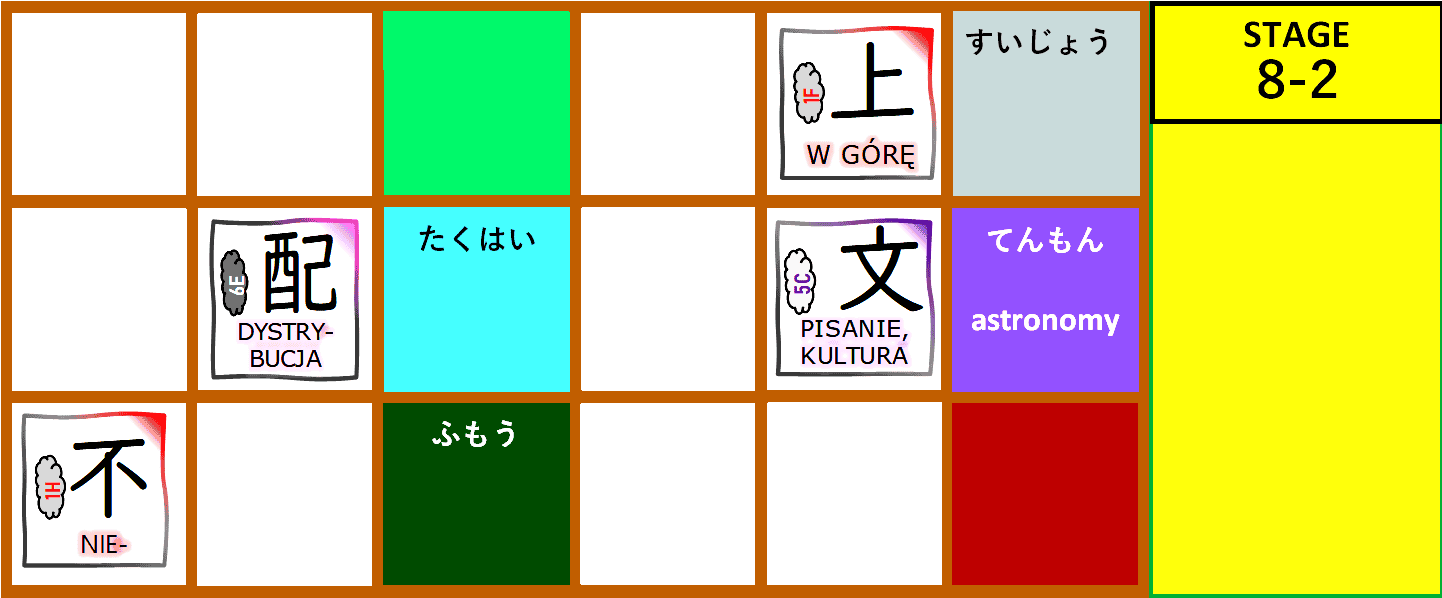 1F
上
W GÓRĘ
すいじょう
STAGE
8-2
6E
配
DYSTRY-
BUCJA
たくはい
5C
文
PISANIE,
KULTURA
てんもん
astronomy
1H
不
NIE-
ふもう